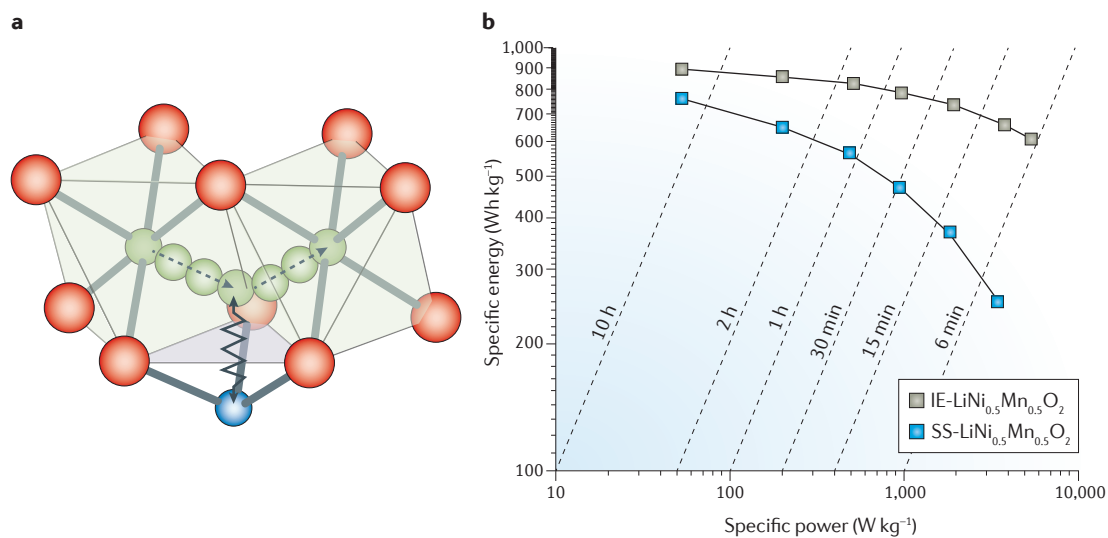 a
b
1,000
900
800
700
600
500
400
300
200
100
Specific energy (Wh kg⁻¹)
10 h
2 h
1 h
30 min
15 min
6 min
IE-LiNi₀.₅Mn₀.₅O₂
SS-LiNi₀.₅Mn₀.₅O₂
10
100
1,000
10,000
Specific power (W kg⁻¹)